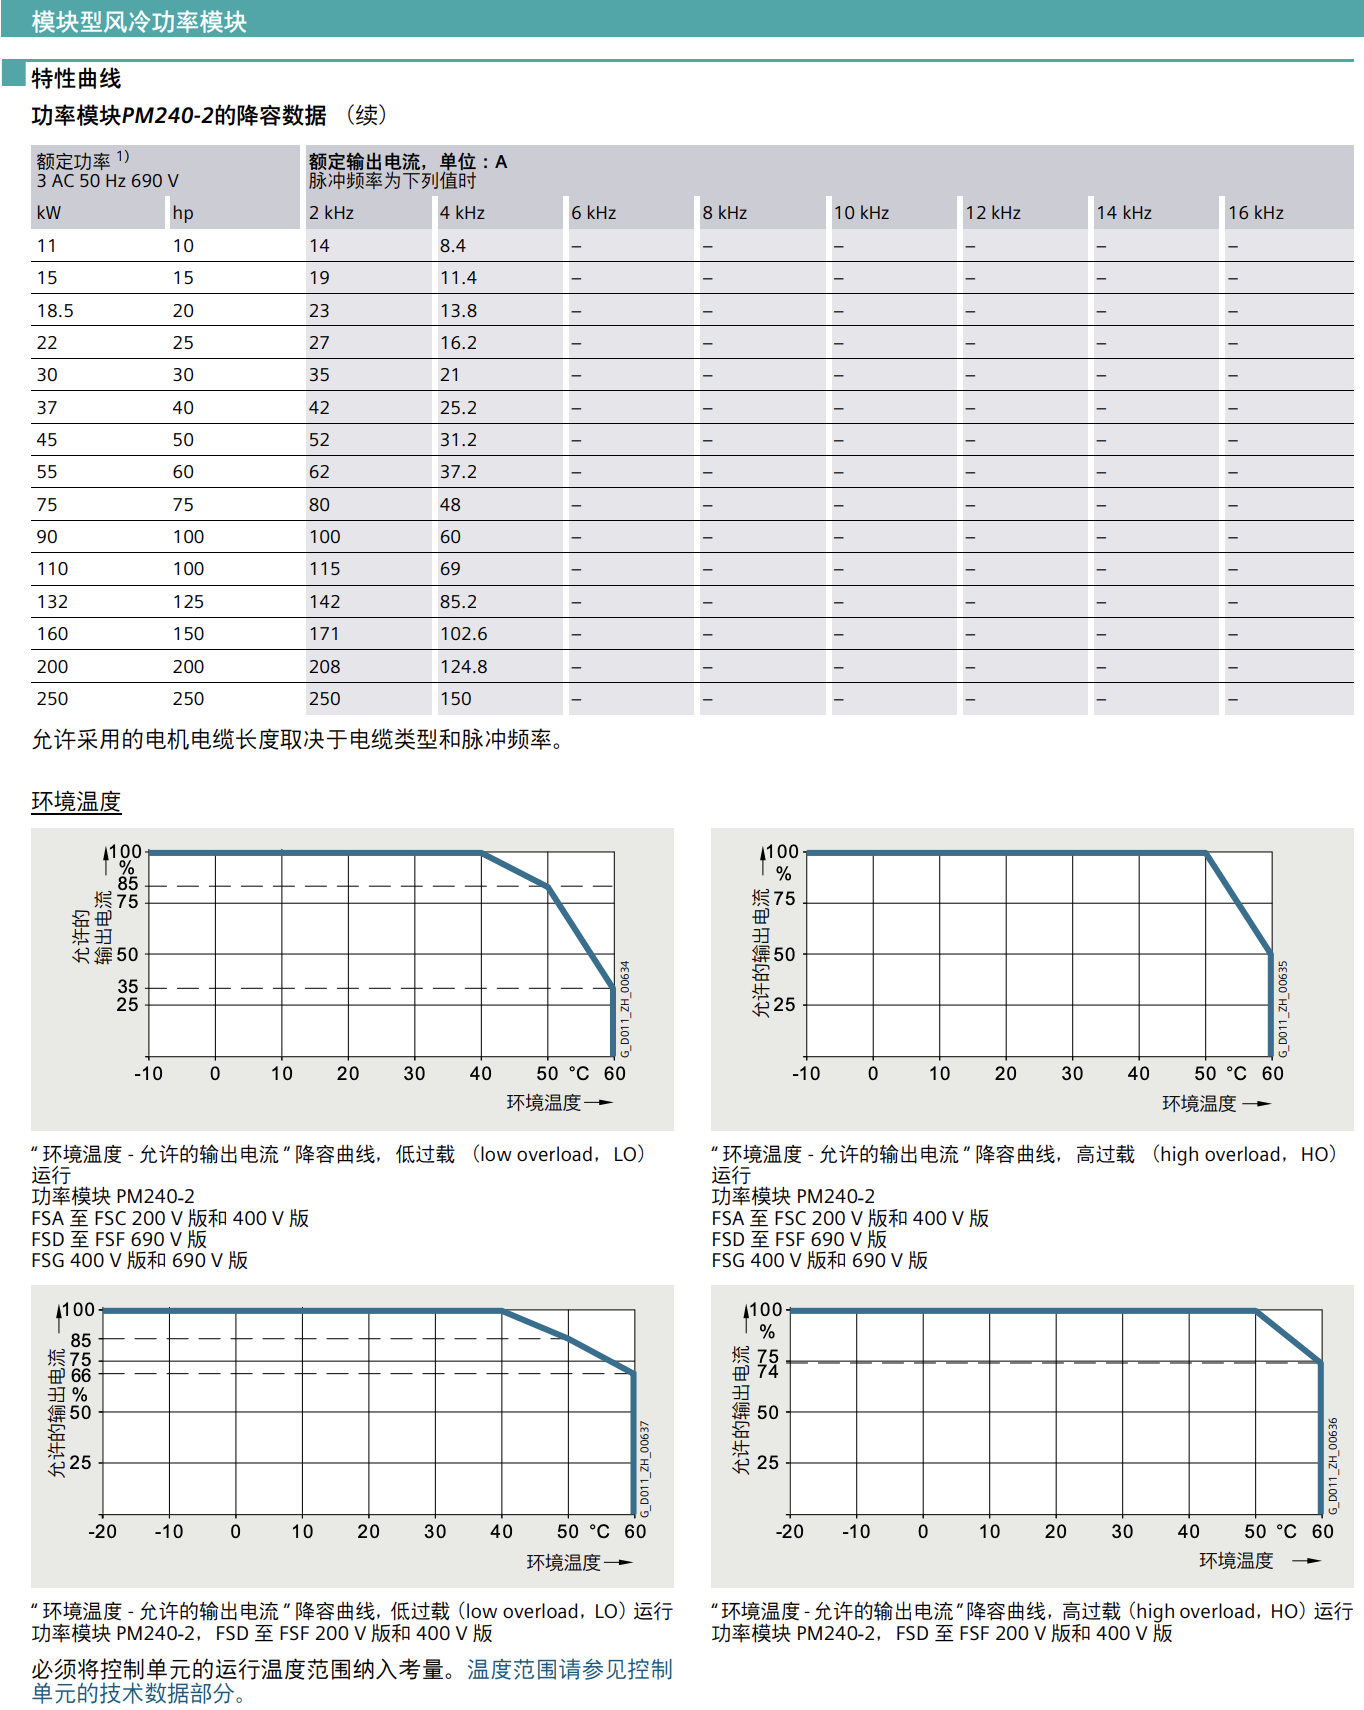 模块型风冷功率模块
特性曲线
功率模块PM240-2的降容数据 （续）
额定功率 1)
3 AC 50 Hz 690 V
额定输出电流，单位：A
脉冲频率为下列值时
kW hp 2 kHz 4 kHz 6 kHz 8 kHz 10 kHz 12 kHz 14 kHz 16 kHz
11 10 14 8.4 – – – – – –
15 15 19 11.4 – – – – – –
18.5 20 23 13.8 – – – – – –
22 25 27 16.2 – – – – – –
30 30 35 21 – – – – – –
37 40 42 25.2 – – – – – –
45 50 52 31.2 – – – – – –
55 60 62 37.2 – – – – – –
75 75 80 48 – – – – – –
90 100 100 60 – – – – – –
110 100 115 69 – – – – – –
132 125 142 85.2 – – – – – –
160 150 171 102.6 – – – – – –
200 200 208 124.8 – – – – – –
250 250 250 150 – – – – – –
允许采用的电机电缆长度取决于电缆类型和脉冲频率。
环境温度
100
%
85
75
50
35
25
允许的
输出电流
-10 0 10 20 30 40 50 °C 60
环境温度
G_D011_ZH_00634
“ 环境温度 - 允许的输出电流 ” 降容曲线，低过载 （low overload，LO）
运行
功率模块 PM240-2
FSA 至 FSC 200 V 版和 400 V 版
FSD 至 FSF 690 V 版
FSG 400 V 版和 690 V 版
100
%
75
50
25
允许的输出电流
-10 0 10 20 30 40 50 °C 60
环境温度
G_D011_ZH_00635
“ 环境温度 - 允许的输出电流 ” 降容曲线，高过载 （high overload，HO）
运行
功率模块 PM240-2
FSA 至 FSC 200 V 版和 400 V 版
FSD 至 FSF 690 V 版
FSG 400 V 版和 690 V 版
100
85
75
66
%
50
25
允许的输出电流
-20 -10 0 10 20 30 40 50 °C 60
环境温度
G_D011_ZH_00637
“ 环境温度 - 允许的输出电流 ” 降容曲线，低过载（low overload，LO）运行
功率模块 PM240-2，FSD 至 FSF 200 V 版和 400 V 版
100
%
75
74
50
25
允许的输出电流
-20 -10 0 10 20 30 40 50 °C 60
环境温度
G_D011_ZH_00636
“ 环境温度 - 允许的输出电流 ” 降容曲线，高过载（high overload，HO）运行
功率模块 PM240-2，FSD 至 FSF 200 V 版和 400 V 版
必须将控制单元的运行温度范围纳入考量。温度范围请参见控制
单元的技术数据部分。